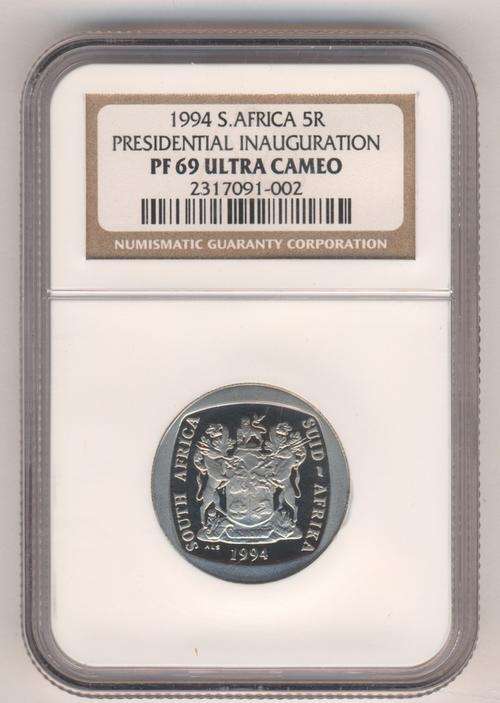 1994 S.AFRICA 5R
PRESIDENTIAL INAUGURATION
PF 69 ULTRA CAMEO
2317091-002
NUMISMATIC GUARANTY CORPORATION
SOUTH AFRICA
SUID - AFRIKA
ALS
1994